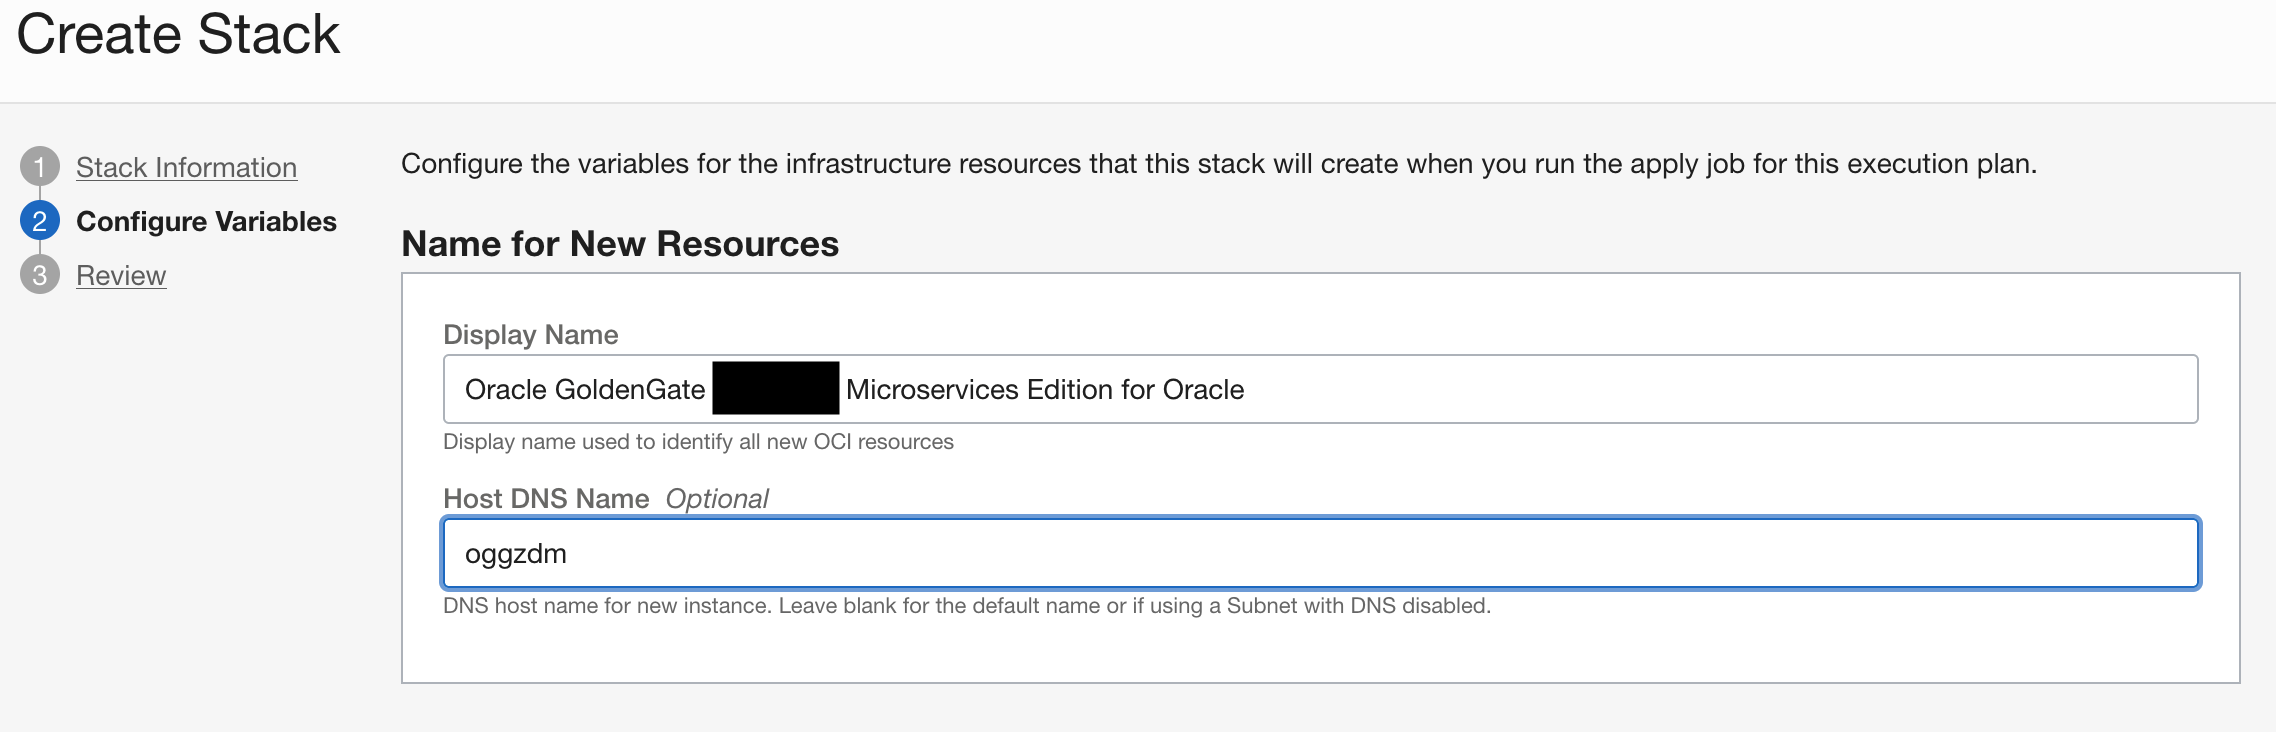 Create Stack
1 Stack Information
2 Configure Variables
3 Review
Configure the variables for the infrastructure resources that this stack will create when you run the apply job for this execution plan.
Name for New Resources
Display Name
Oracle GoldenGate Microservices Edition for Oracle
Display name used to identify all new OCI resources
Host DNS Name Optional
oggzdm
DNS host name for new instance. Leave blank for the default name or if using a Subnet with DNS disabled.